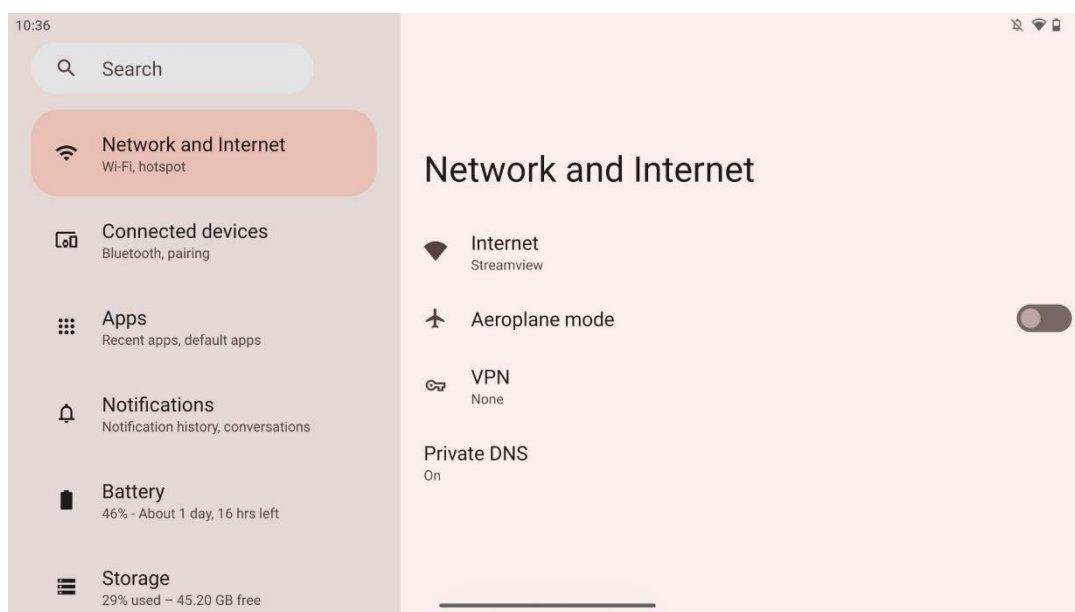 10:36
Search
Network and Internet
Wi-Fi, hotspot
Connected devices
Bluetooth, pairing
Apps
Recent apps, default apps
Notifications
Notification history, conversations
Battery
46% - About 1 day, 16 hrs left
Storage
29% used – 45.20 GB free
Network and Internet
Internet
Streamview
Aeroplane mode
VPN
None
Private DNS
On